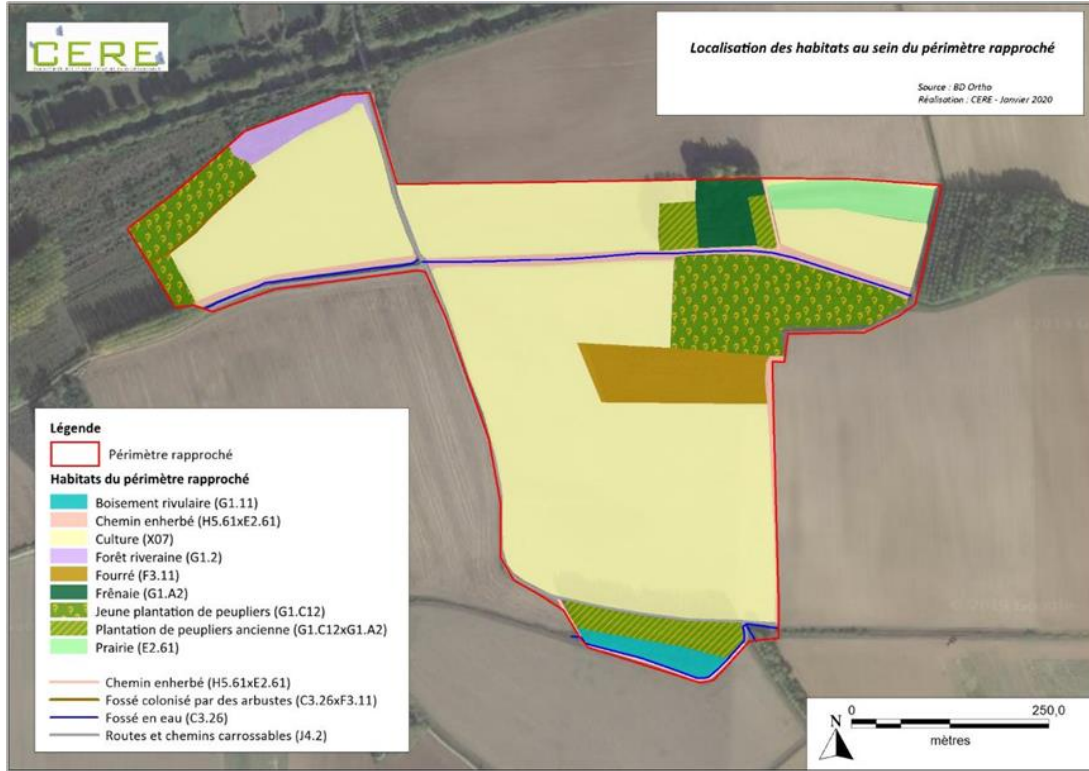 CERE
Localisation des habitats au sein du périmètre rapproché
Source : BD Ortho
Réalisation : CERE - Janvier 2020
Légende
Périmètre rapproché
Habitats du périmètre rapproché
Boisement rivulaire (G1.11)
Chemin enherbé (H5.61xE2.61)
Culture (X07)
Forêt riveraine (G1.2)
Fourré (F3.11)
Frênaie (G1.A2)
Jeune plantation de peupliers (G1.C12)
Plantation de peupliers ancienne (G1.C12xG1.A2)
Prairie (E2.61)
Chemin enherbé (H5.61xE2.61)
Fossé colonisé par des arbustes (C3.26xF3.11)
Fossé en eau (C3.26)
Routes et chemins carrossables (J4.2)
N
0 250,0
mètres